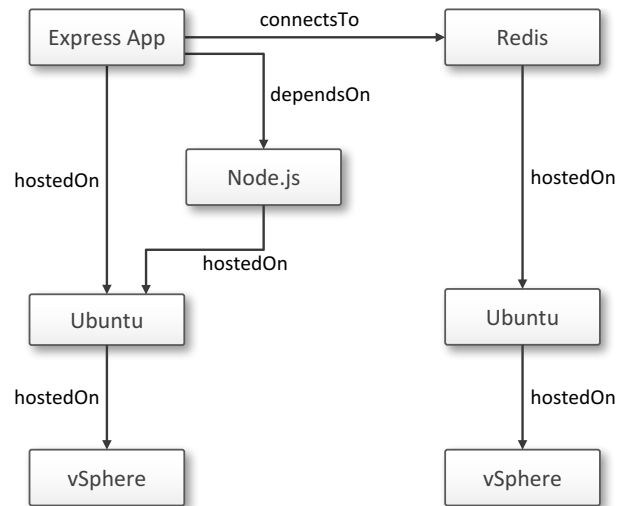 connectsTo
Express App
Redis
dependsOn
Node.js
hostedOn
hostedOn
hostedOn
Ubuntu
Ubuntu
hostedOn
hostedOn
vSphere
vSphere